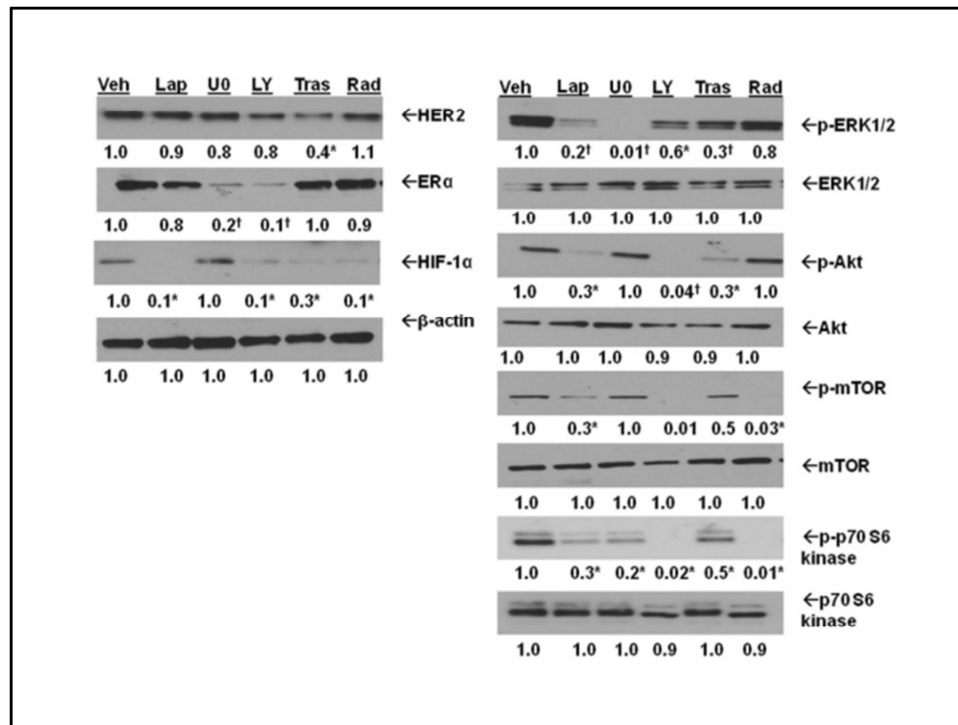 Veh Lap U0 LY Tras Rad
←HER2
1.0 0.9 0.8 0.8 0.4* 1.1
←ERα
1.0 0.8 0.2† 0.1† 1.0 0.9
←HIF-1α
1.0 0.1* 1.0 0.1* 0.3* 0.1*
←β-actin
1.0 1.0 1.0 1.0 1.0 1.0
Veh Lap U0 LY Tras Rad
←p-ERK1/2
1.0 0.2† 0.01† 0.6* 0.3† 0.8
←ERK1/2
1.0 1.0 1.0 1.0 1.0 1.0
←p-Akt
1.0 0.3* 1.0 0.04† 0.3* 1.0
←Akt
1.0 1.0 1.0 0.9 0.9 1.0
←p-mTOR
1.0 0.3* 1.0 0.01 0.5 0.03*
←mTOR
1.0 1.0 1.0 1.0 1.0 1.0
←p-p70 S6
kinase
1.0 0.3* 0.2* 0.02* 0.5* 0.01*
←p70 S6
kinase
1.0 1.0 1.0 0.9 1.0 0.9